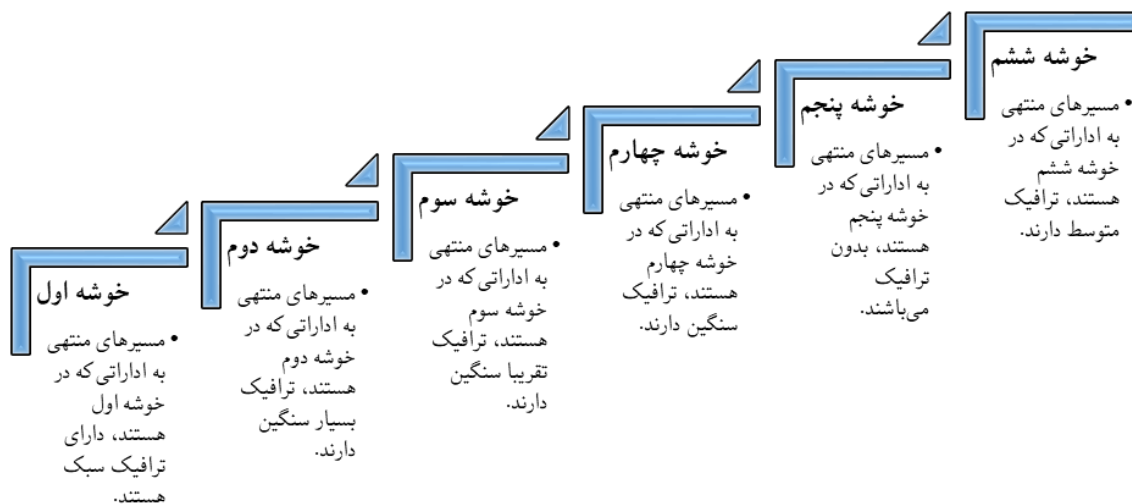 خوشه اول
• مسیرهای منتهی
به اداراتی‌که در
خوشه اول
هستند، دارای
ترافیک سبک
هستند.
خوشه دوم
• مسیرهای منتهی
به اداراتی‌که در
خوشه دوم
هستند، ترافیک
بسیار سنگین
دارند.
خوشه سوم
• مسیرهای منتهی
به اداراتی‌که در
خوشه سوم
هستند، ترافیک
تقریبا سنگین
دارند.
خوشه چهارم
• مسیرهای منتهی
به اداراتی‌که در
خوشه چهارم
هستند، ترافیک
سنگین دارند.
خوشه پنجم
• مسیرهای منتهی
به اداراتی‌که در
خوشه پنجم
هستند، بدون
ترافیک
می‌باشند.
خوشه ششم
• مسیرهای منتهی
به اداراتی‌که در
خوشه ششم
هستند، ترافیک
متوسط دارند.